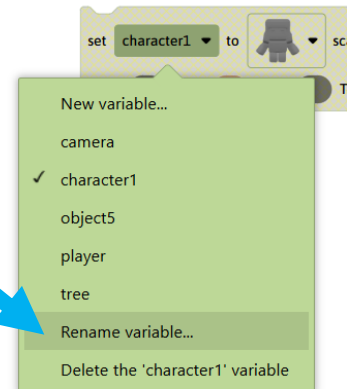 set character1 to
New variable...
camera
character1
object5
player
tree
Rename variable...
Delete the 'character1' variable